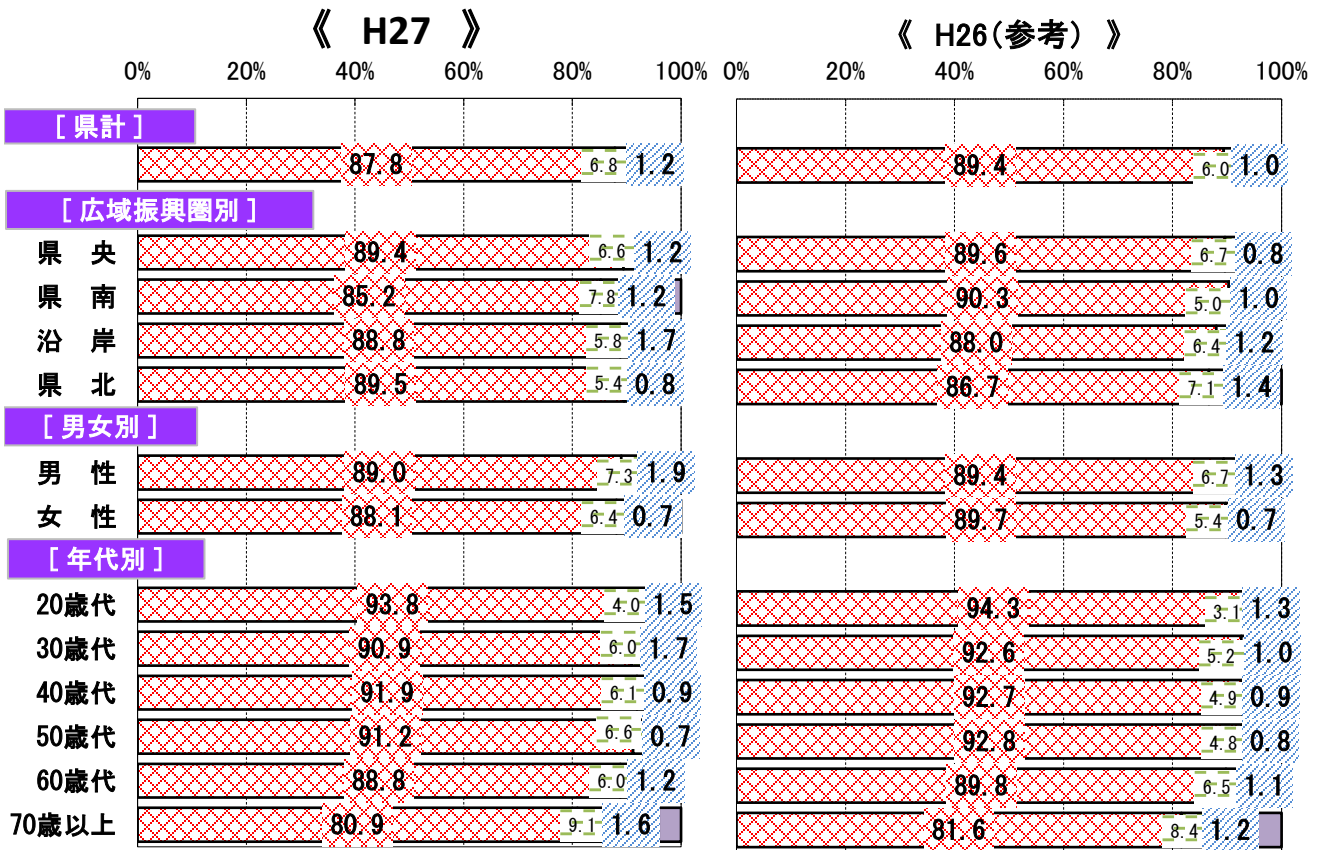 《 H27 》 《 H26(参考) 》
0% 20% 40% 60% 80% 100% 0% 20% 40% 60% 80% 100%
[ 県計 ]
87.8 6.8 1.2 89.4 6.0 1.0
[ 広域振興圏別 ]
県 央 89.4 6.6 1.2 89.6 6.7 0.8
県 南 85.2 7.8 1.2 90.3 5.0 1.0
沿 岸 88.8 5.8 1.7 88.0 6.4 1.2
県 北 89.5 5.4 0.8 86.7 7.1 1.4
[ 男女別 ]
男 性 89.0 7.3 1.9 89.4 6.7 1.3
女 性 88.1 6.4 0.7 89.7 5.4 0.7
[ 年代別 ]
20歳代 93.8 4.0 1.5 94.3 3.1 1.3
30歳代 90.9 6.0 1.7 92.6 5.2 1.0
40歳代 91.9 6.1 0.9 92.7 4.9 0.9
50歳代 91.2 6.6 0.7 92.8 4.8 0.8
60歳代 88.8 6.0 1.2 89.8 6.5 1.1
70歳以上 80.9 9.1 1.6 81.6 8.4 1.2